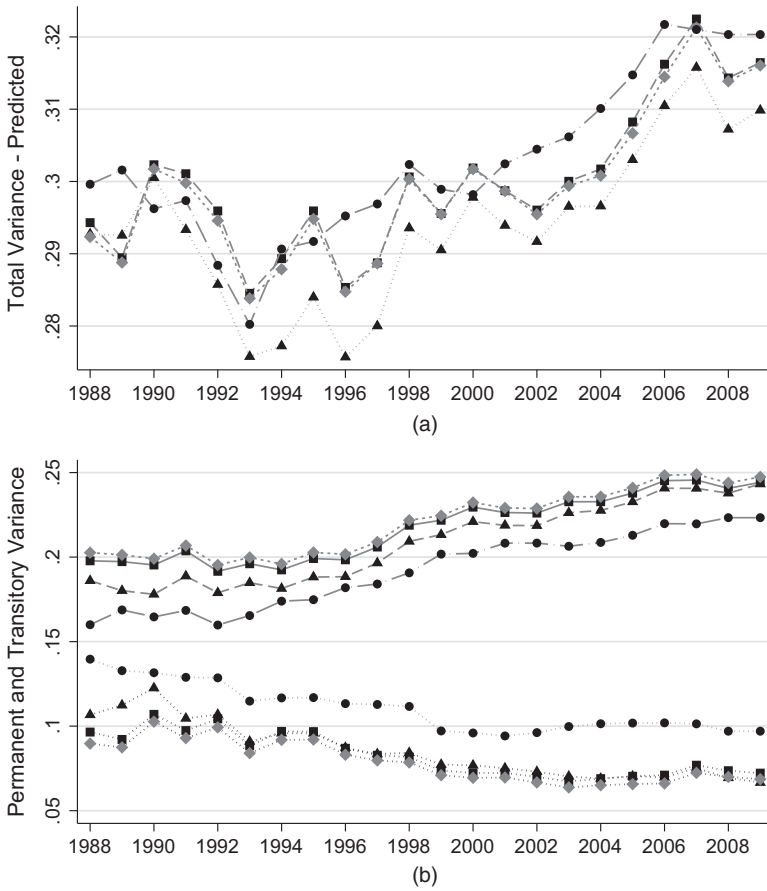 Total Variance - Predicted
.32
.31
.3
.29
.28
1988 1990 1992 1994 1996 1998 2000 2002 2004 2006 2008
(a)
Permanent and Transitory Variance
.25
.2
.15
.1
.05
1988 1990 1992 1994 1996 1998 2000 2002 2004 2006 2008
(b)